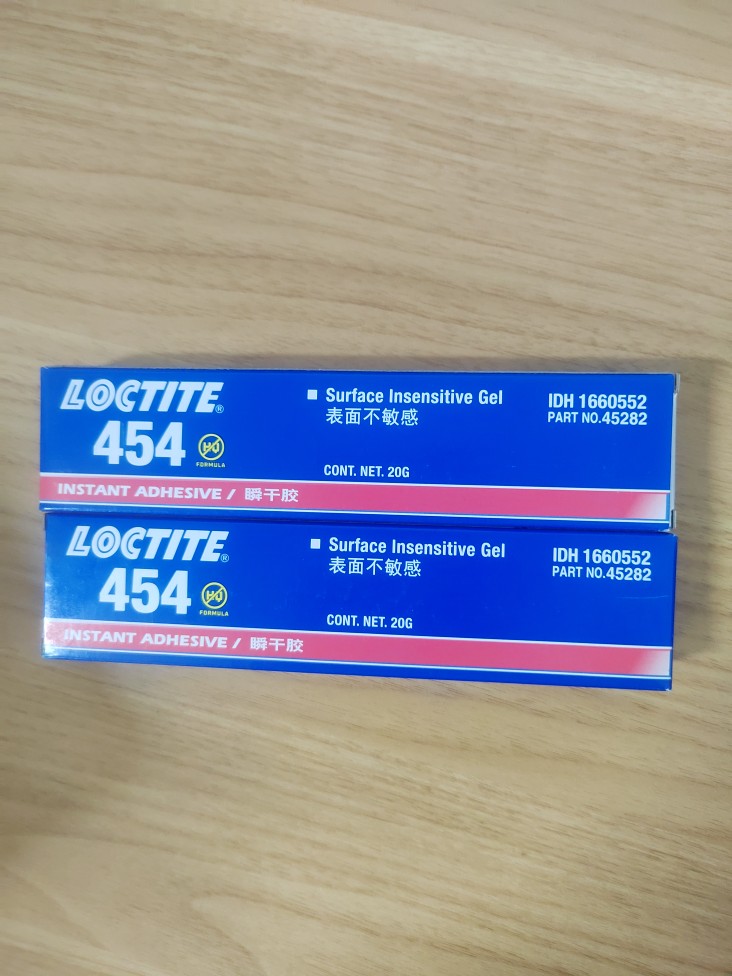 LOCTITE®
454 HQ
FORMULA
Surface Insensitive Gel
表面不敏感
CONT. NET. 20G
IDH 1660552
PART NO.45282
INSTANT ADHESIVE / 瞬干胶
LOCTITE®
454 HQ
FORMULA
Surface Insensitive Gel
表面不敏感
CONT. NET. 20G
IDH 1660552
PART NO.45282
INSTANT ADHESIVE / 瞬干胶